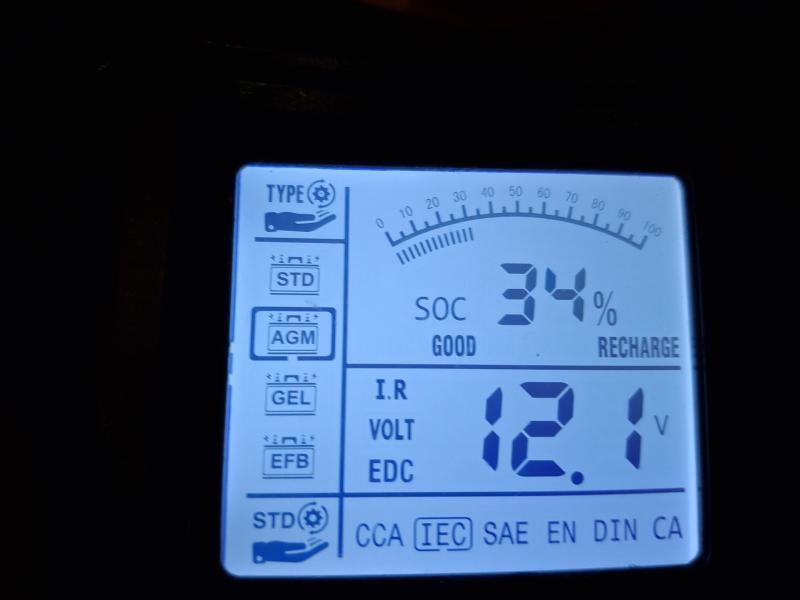 TYPE
0 10 20 30 40 50 60 70 80 90 100
STD
SOC 34%
AGM
GOOD RECHARGE
I.R
GEL
VOLT 12.1 V
EFB
EDC
STD
CCA IEC SAE EN DIN CA